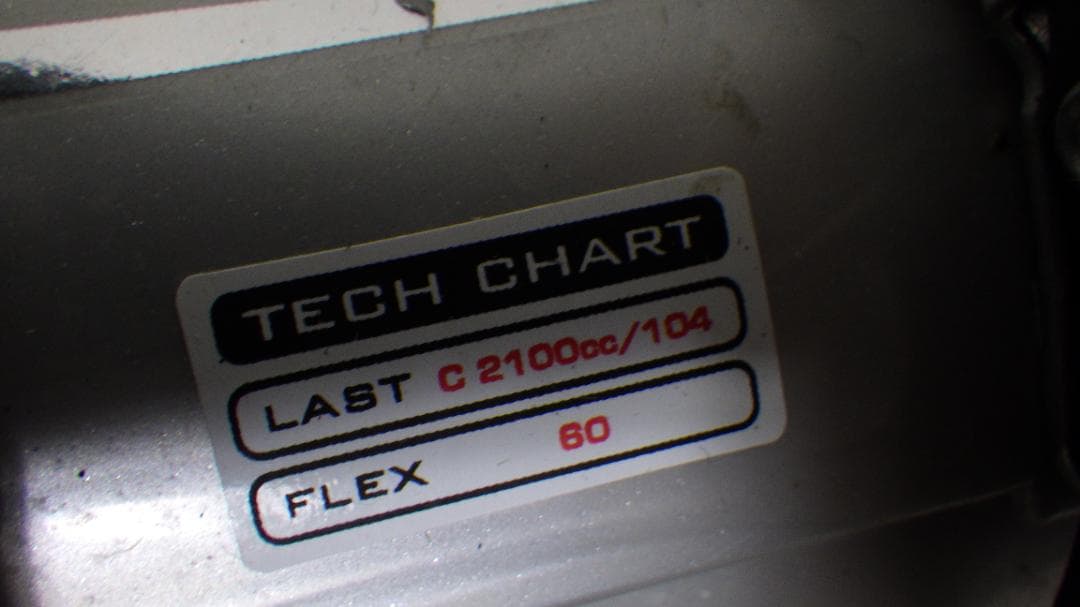 TECH CHART
LAST C 2100cc/104
FLEX 60